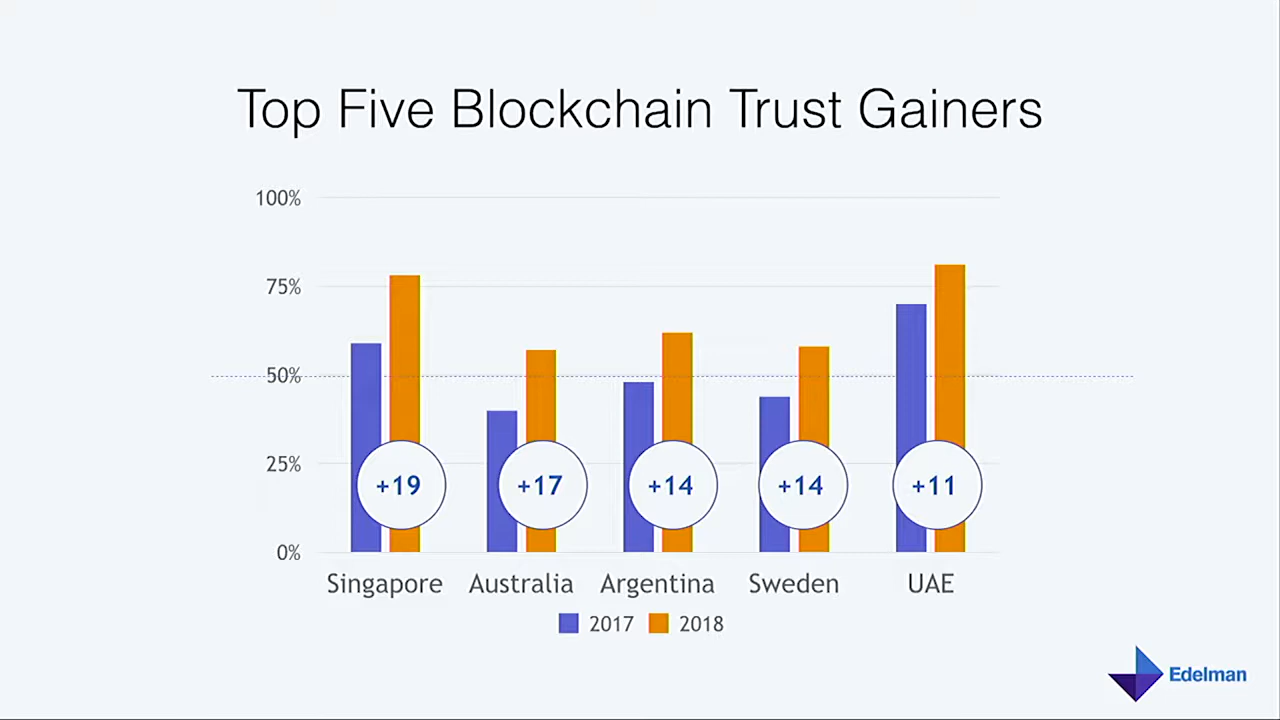 Top Five Blockchain Trust Gainers
100%
75%
50%
25%
0%
+19
+17
+14
+14
+11
Singapore
Australia
Argentina
Sweden
UAE
2017
2018
Edelman